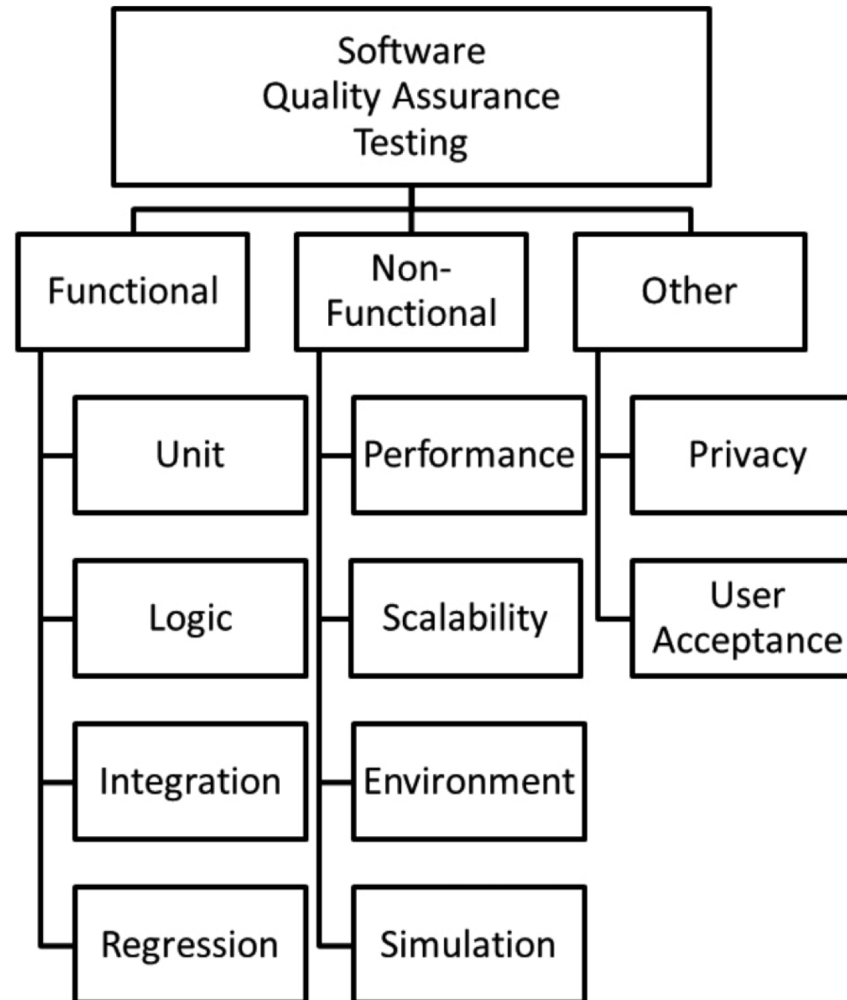 Software
Quality Assurance
Testing
Functional
Non-
Functional
Other
Unit
Performance
Privacy
Logic
Scalability
User
Acceptance
Integration
Environment
Regression
Simulation